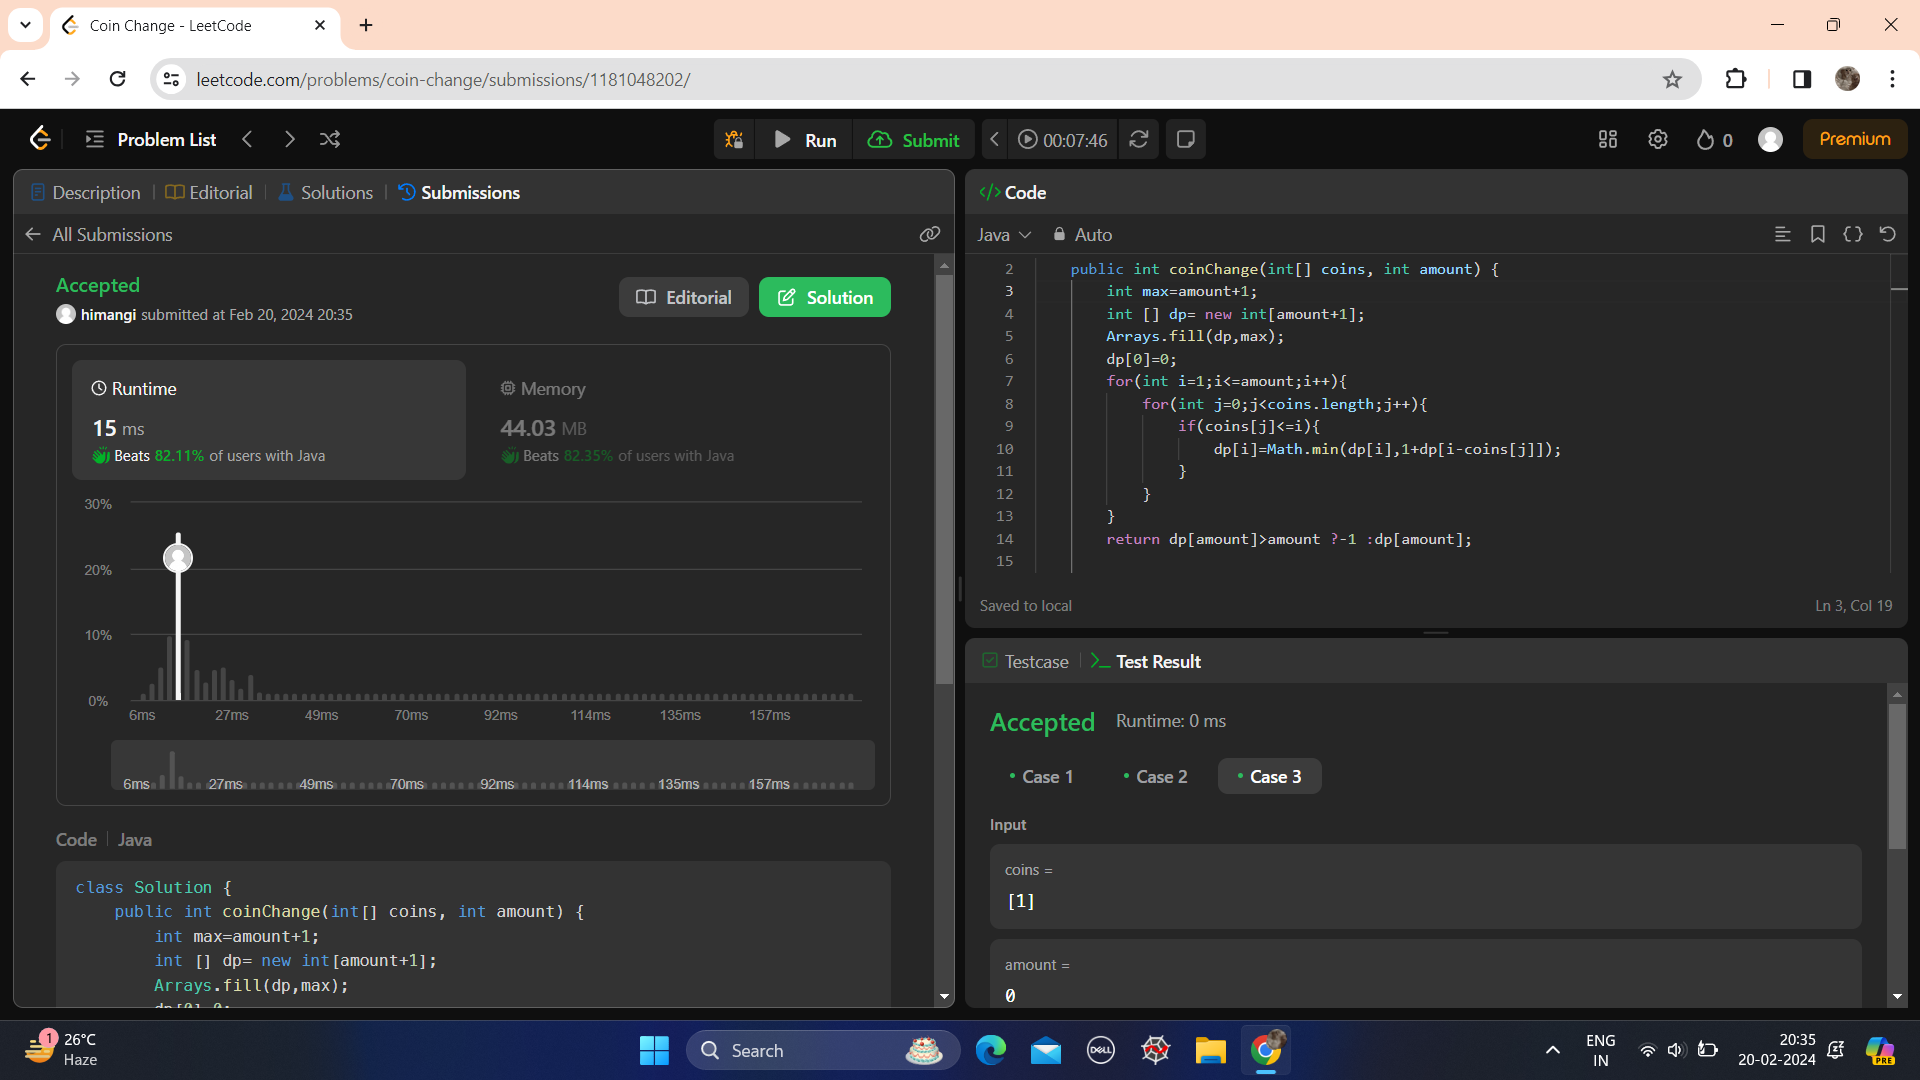 Coin Change - LeetCode
leetcode.com/problems/coin-change/submissions/1181048202/
Problem List
Run
Submit
00:07:46
0
Premium
Description
Editorial
Solutions
Submissions
All Submissions
Accepted
himangi submitted at Feb 20, 2024 20:35
Editorial
Solution
Runtime
15 ms
Beats 82.11% of users with Java
Memory
44.03 MB
Beats 82.35% of users with Java
30%
20%
10%
0%
6ms 27ms 49ms 70ms 92ms 114ms 135ms 157ms
6ms 27ms 49ms 70ms 92ms 114ms 135ms 157ms
Code | Java
class Solution {
public int coinChange(int[] coins, int amount) {
int max=amount+1;
int [] dp= new int[amount+1];
Arrays.fill(dp,max);
dp[0]=0;
</> Code
Java
Auto
2 public int coinChange(int[] coins, int amount) {
3 int max=amount+1;
4 int [] dp= new int[amount+1];
5 Arrays.fill(dp,max);
6 dp[0]=0;
7 for(int i=1;i<=amount;i++){
8 for(int j=0;j<coins.length;j++){
9 if(coins[j]<=i){
10 dp[i]=Math.min(dp[i],1+dp[i-coins[j]]);
11 }
12 }
13 }
14 return dp[amount]>amount ?-1 :dp[amount];
15
Saved to local
Ln 3, Col 19
Testcase
Test Result
Accepted
Runtime: 0 ms
Case 1
Case 2
Case 3
Input
coins =
[1]
amount =
0
1
26°C
Haze
Search
DELL
ENG
IN
20:35
20-02-2024
PRE